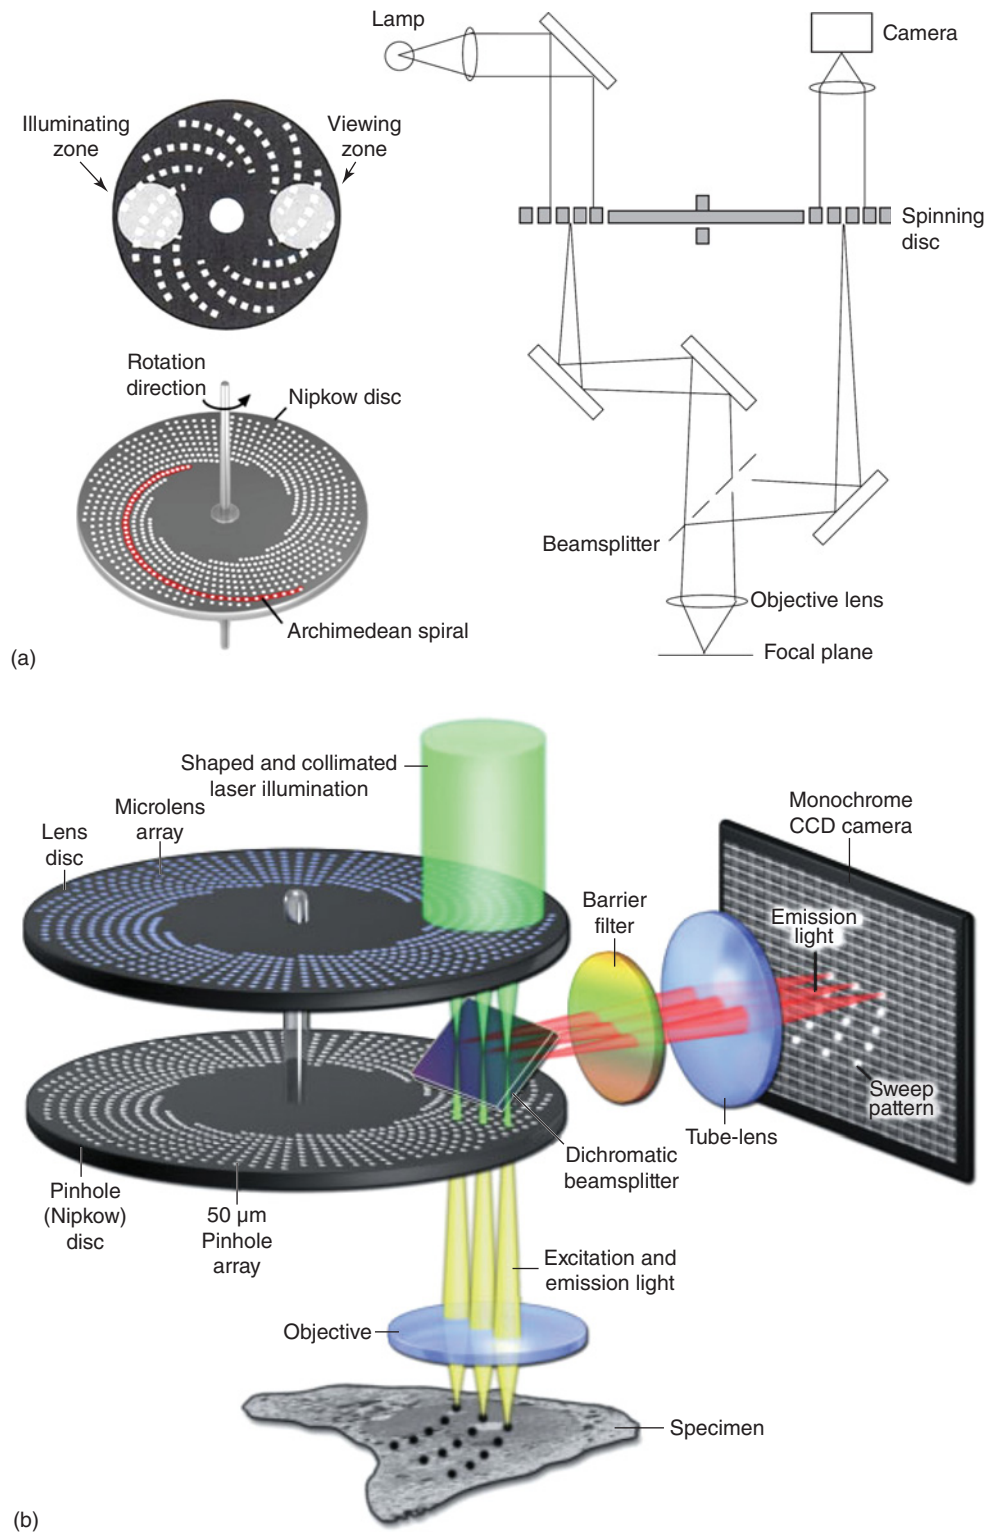 Lamp
Camera
Illuminating
zone
Viewing
zone
Spinning
disc
Rotation
direction
Nipkow disc
Beamsplitter
Objective lens
Archimedean spiral
Focal plane
(a)
Shaped and collimated
laser illumination
Microlens
array
Lens
disc
Monochrome
CCD camera
Barrier
filter
Emission
light
Sweep
pattern
Tube-lens
Dichromatic
beamsplitter
Pinhole
(Nipkow)
disc
50 µm
Pinhole
array
Excitation and
emission light
Objective
Specimen
(b)